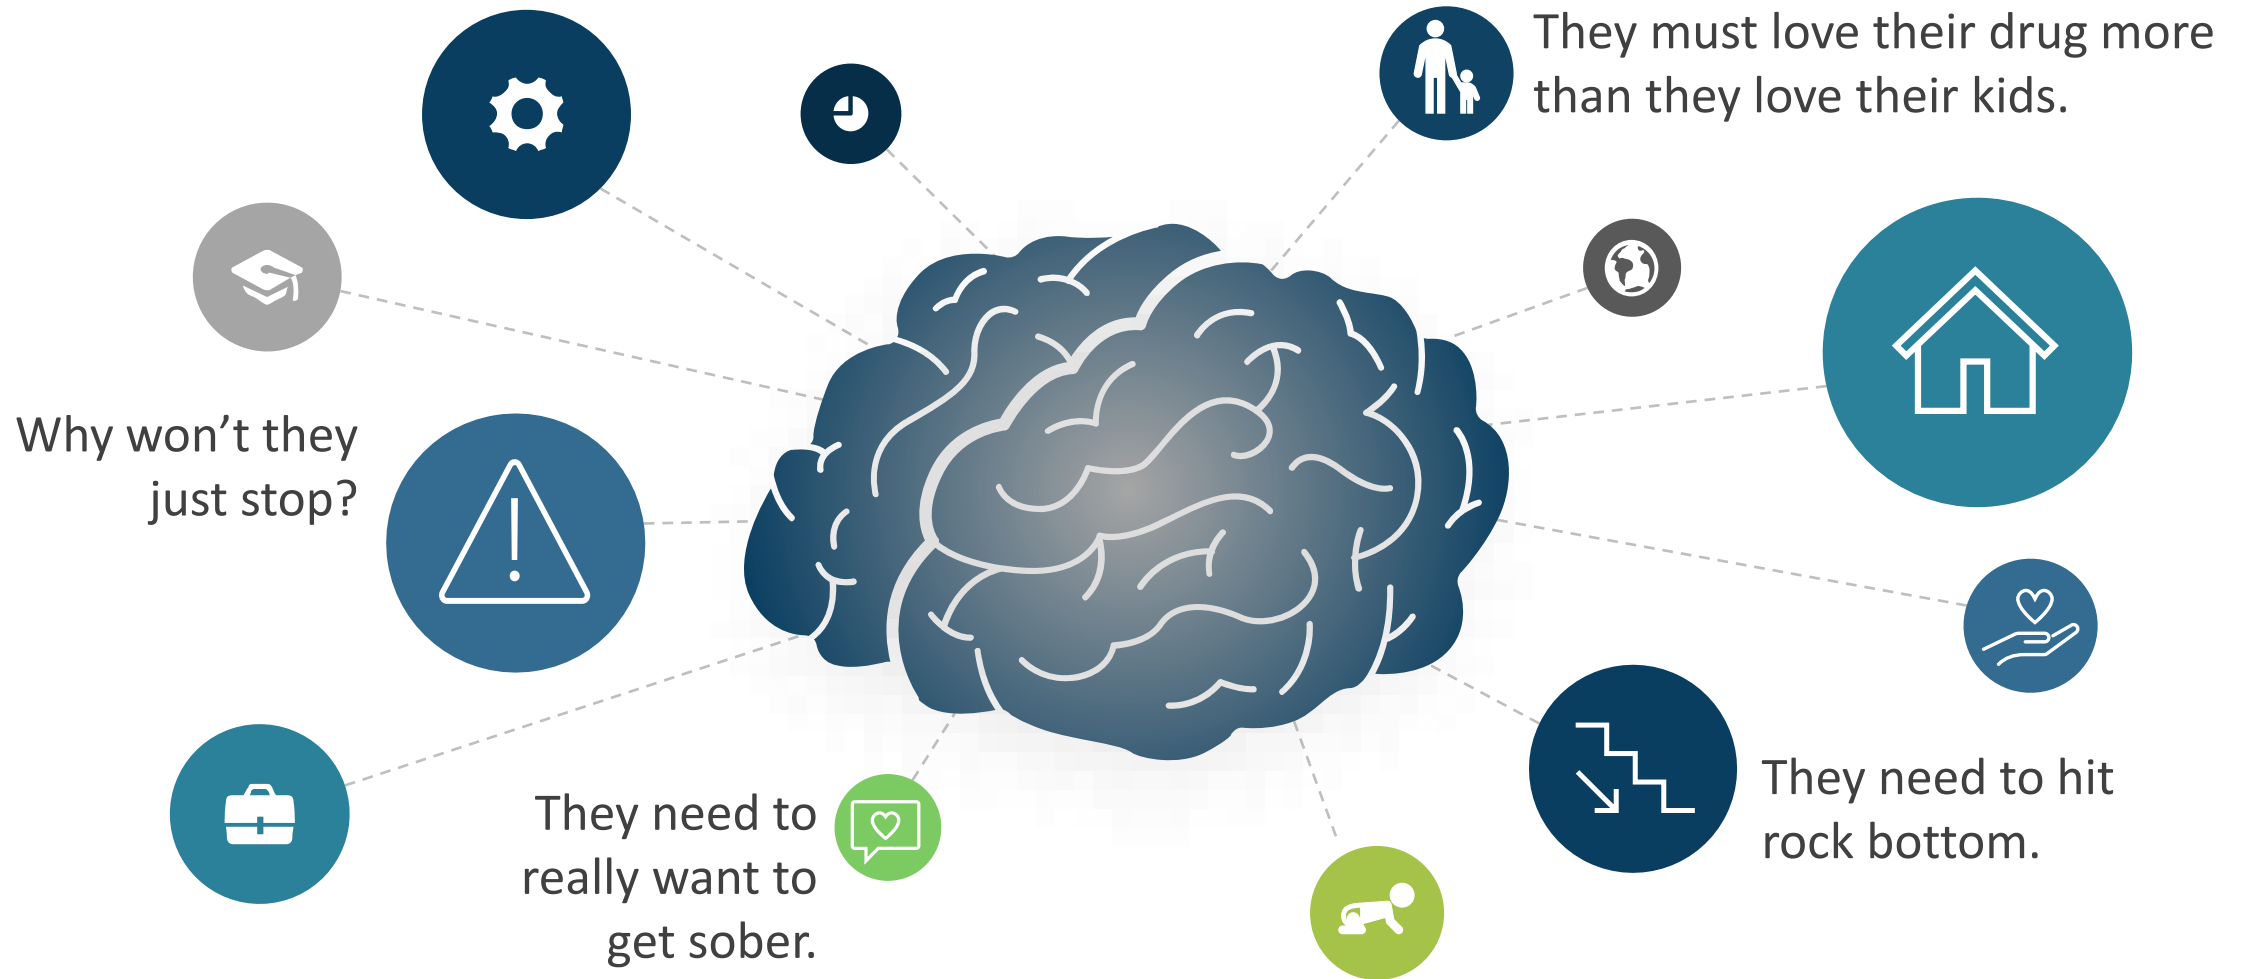 They must love their drug more
than they love their kids.
Why won’t they
just stop?
They need to
really want to
get sober.
They need to hit
rock bottom.